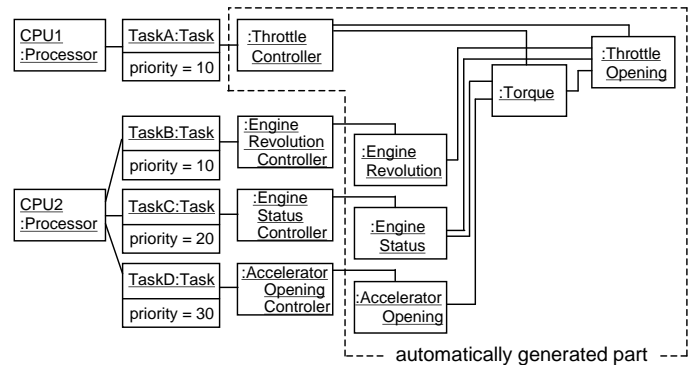 CPU1
:Processor
TaskA:Task
priority = 10
:Throttle
Controller
:Throttle
Opening
:Torque
TaskB:Task
priority = 10
:Engine
Revolution
Controller
:Engine
Revolution
CPU2
:Processor
TaskC:Task
priority = 20
:Engine
Status
Controller
:Engine
Status
TaskD:Task
priority = 30
:Accelerator
Opening
Controler
:Accelerator
Opening
automatically generated part